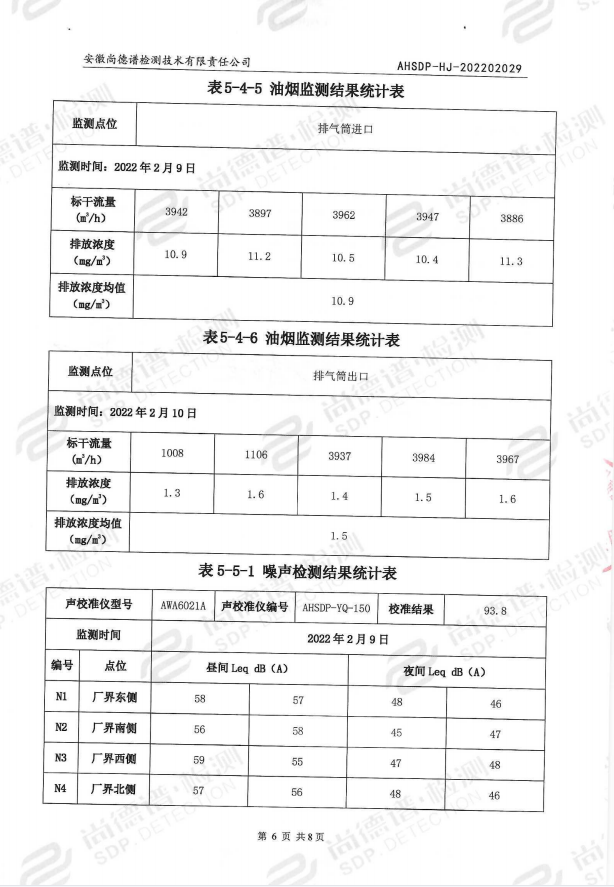 安徽尚德谱检测技术有限责任公司 AHSDP-HJ-202202029
表5-4-5 油烟监测结果统计表
监测点位 排气筒进口
监测时间：2022 年 2 月 9 日
标干流量 (m³/h) 3942 3897 3962 3947 3886
排放浓度 (mg/m³) 10.9 11.2 10.5 10.4 11.3
排放浓度均值 (mg/m³) 10.9
表5-4-6 油烟监测结果统计表
监测点位 排气筒出口
监测时间：2022 年 2 月 10 日
标干流量 (m³/h) 1008 1106 3937 3984 3967
排放浓度 (mg/m³) 1.3 1.6 1.4 1.5 1.6
排放浓度均值 (mg/m³) 1.5
表 5-5-1 噪声检测结果统计表
声校准仪型号 AWA6021A 声校准仪编号 AHSDP-YQ-150 校准结果 93.8
监测时间 2022 年 2 月 9 日
编号 点位 昼间 Leq dB（A） 夜间 Leq dB（A）
N1 厂界东侧 58 57 48 46
N2 厂界南侧 56 58 45 47
N3 厂界西侧 59 55 47 48
N4 厂界北侧 57 56 48 46
第 6 页 共 8 页
尚德谱·检测
SDP.DETECTION